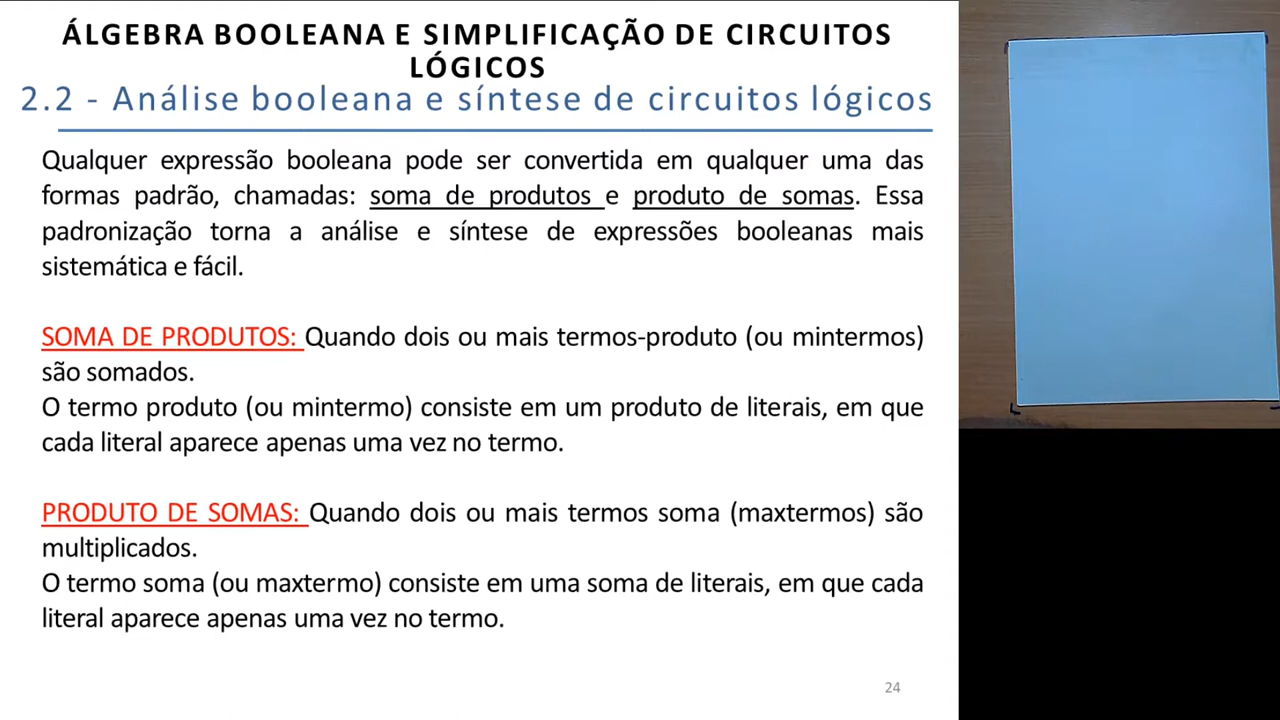 ÁLGEBRA BOOLEANA E SIMPLIFICAÇÃO DE CIRCUITOS
LÓGICOS
2.2 - Análise booleana e síntese de circuitos lógicos
Qualquer expressão booleana pode ser convertida em qualquer uma das
formas padrão, chamadas: soma de produtos e produto de somas. Essa
padronização torna a análise e síntese de expressões booleanas mais
sistemática e fácil.
SOMA DE PRODUTOS: Quando dois ou mais termos-produto (ou mintermos)
são somados.
O termo produto (ou mintermo) consiste em um produto de literais, em que
cada literal aparece apenas uma vez no termo.
PRODUTO DE SOMAS: Quando dois ou mais termos soma (maxtermos) são
multiplicados.
O termo soma (ou maxtermo) consiste em uma soma de literais, em que cada
literal aparece apenas uma vez no termo.
24